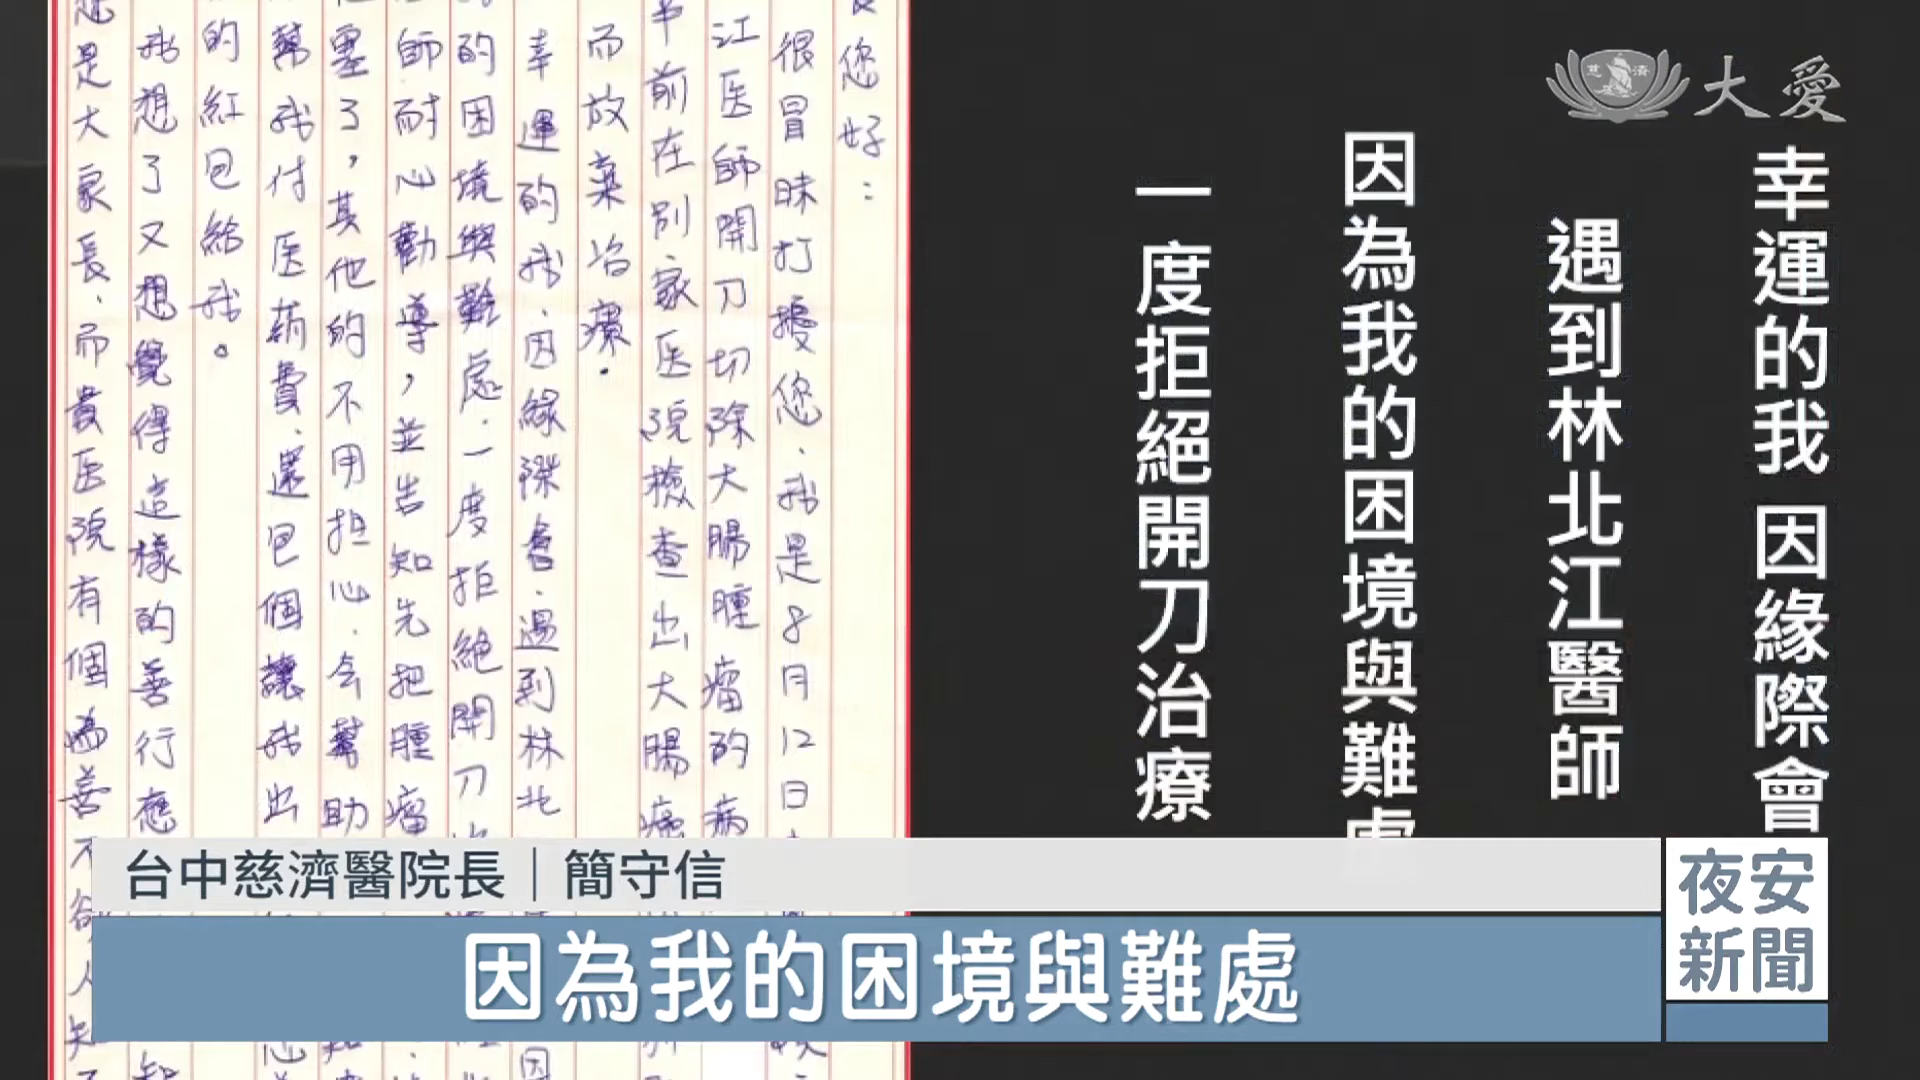 您好：
很冒昧打擾您、我是8月12日
江医師開刀切除大腸腫瘤的病
年前在別家医院檢查出大腸癌
而放棄治療.
幸運的我、因緣際會.遇到林北
的困境與難處.一度拒絕開刀
師耐心勸導，並告知先把腫瘤
塞了，其他的不用担心.会幫助
幫我付医葯費、還包個讓我出
的紅包給我。
我想了又想覺得這樣的善行應
是大家長、而貴医院有個為善不欲人知
大愛
幸運的我 因緣際會
遇到林北江醫師
因為我的困境與難處
一度拒絕開刀治療
台中慈濟醫院長｜簡守信
因為我的困境與難處
夜安
新聞